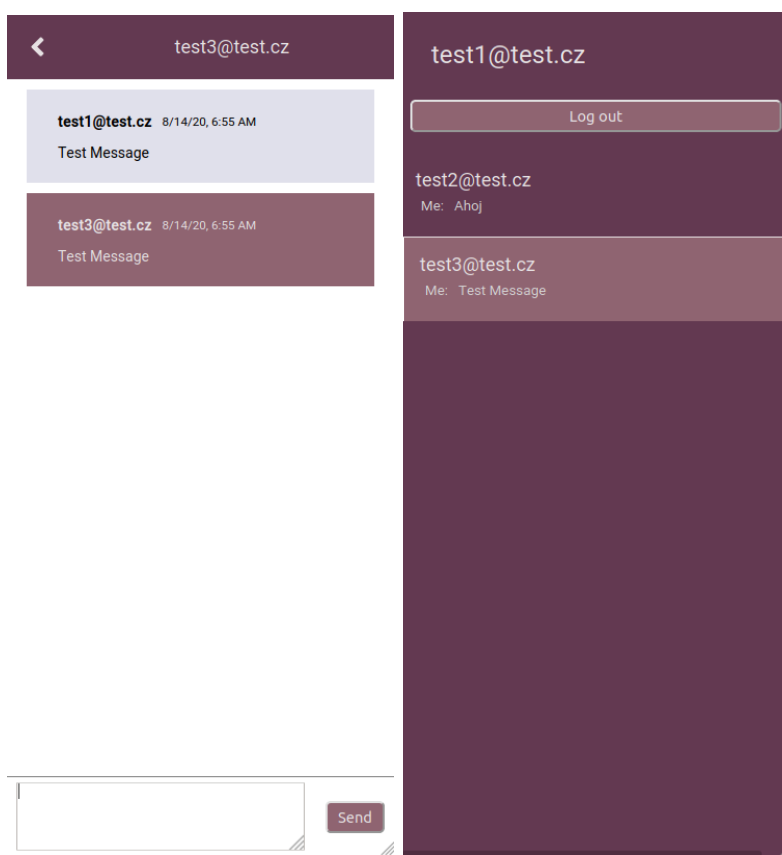 test3@test.cz
test1@test.cz 8/14/20, 6:55 AM
Test Message
test3@test.cz 8/14/20, 6:55 AM
Test Message
Send
test1@test.cz
Log out
test2@test.cz
Me: Ahoj
test3@test.cz
Me: Test Message